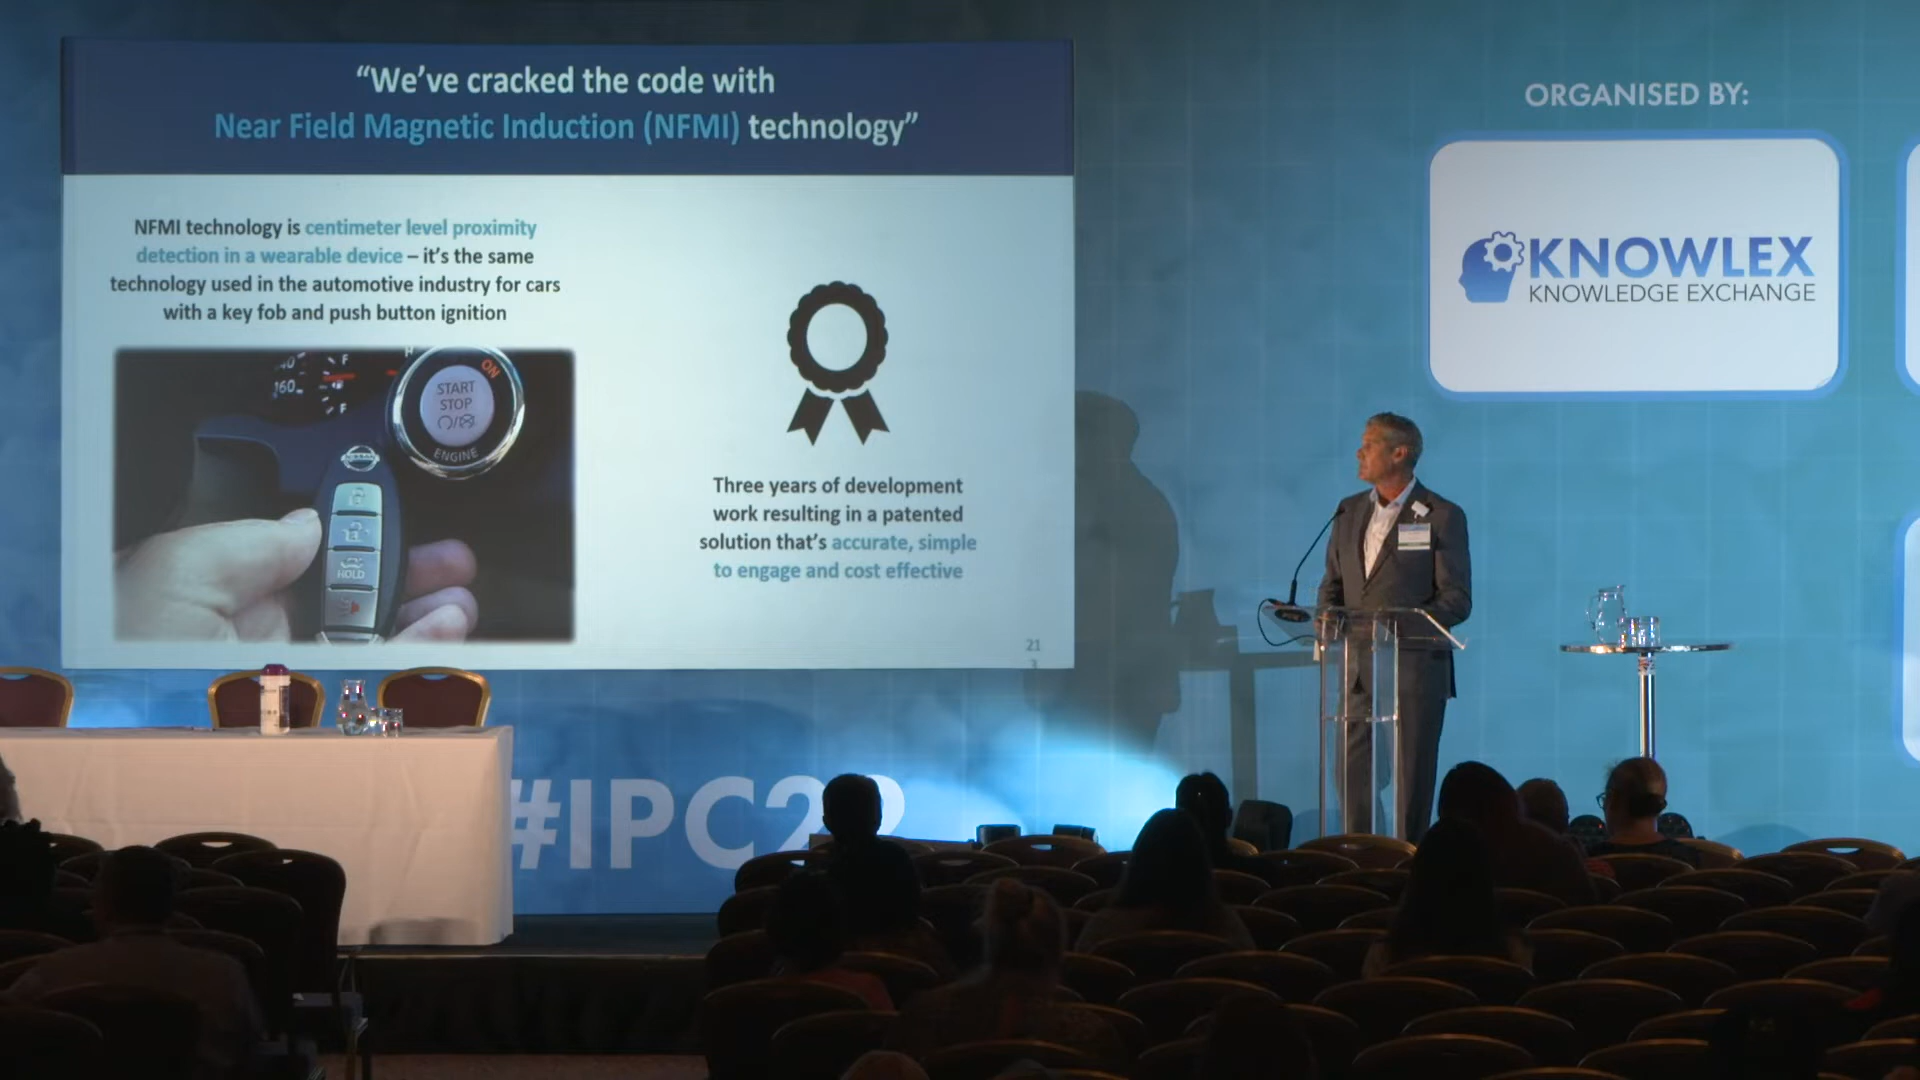 “We’ve cracked the code with
Near Field Magnetic Induction (NFMI) technology”
NFMI technology is centimeter level proximity
detection in a wearable device – it’s the same
technology used in the automotive industry for cars
with a key fob and push button ignition
160
F
F
H
ON
START
STOP
ENGINE
NISSAN
HOLD
Three years of development
work resulting in a patented
solution that’s accurate, simple
to engage and cost effective
21
3
ORGANISED BY:
KNOWLEX
KNOWLEDGE EXCHANGE
#IPC22